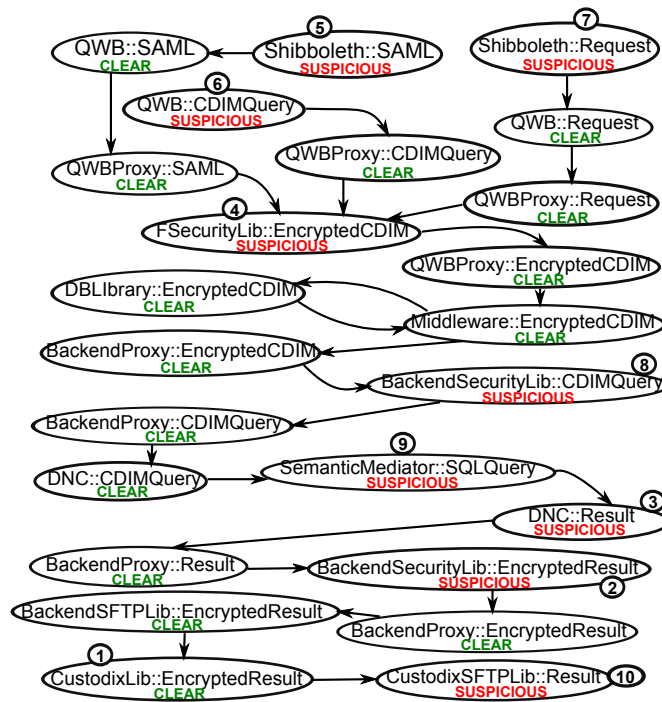 5
7
QWB::SAML
CLEAR
Shibboleth::SAML
SUSPICIOUS
Shibboleth::Request
SUSPICIOUS
6
QWB::CDIMQuery
SUSPICIOUS
QWB::Request
CLEAR
QWBProxy::CDIMQuery
CLEAR
QWBProxy::SAML
CLEAR
QWBProxy::Request
CLEAR
4
FSecurityLib::EncryptedCDIM
SUSPICIOUS
QWBProxy::EncryptedCDIM
CLEAR
DBLIbrary::EncryptedCDIM
CLEAR
Middleware::EncryptedCDIM
CLEAR
BackendProxy::EncryptedCDIM
CLEAR
8
BackendSecurityLib::CDIMQuery
SUSPICIOUS
BackendProxy::CDIMQuery
CLEAR
9
SemanticMediator::SQLQuery
SUSPICIOUS
DNC::CDIMQuery
CLEAR
3
DNC::Result
SUSPICIOUS
BackendProxy::Result
CLEAR
BackendSecurityLib::EncryptedResult
SUSPICIOUS
2
BackendSFTPLib::EncryptedResult
CLEAR
BackendProxy::EncryptedResult
CLEAR
1
CustodixLib::EncryptedResult
CLEAR
CustodixSFTPLib::Result
SUSPICIOUS
10